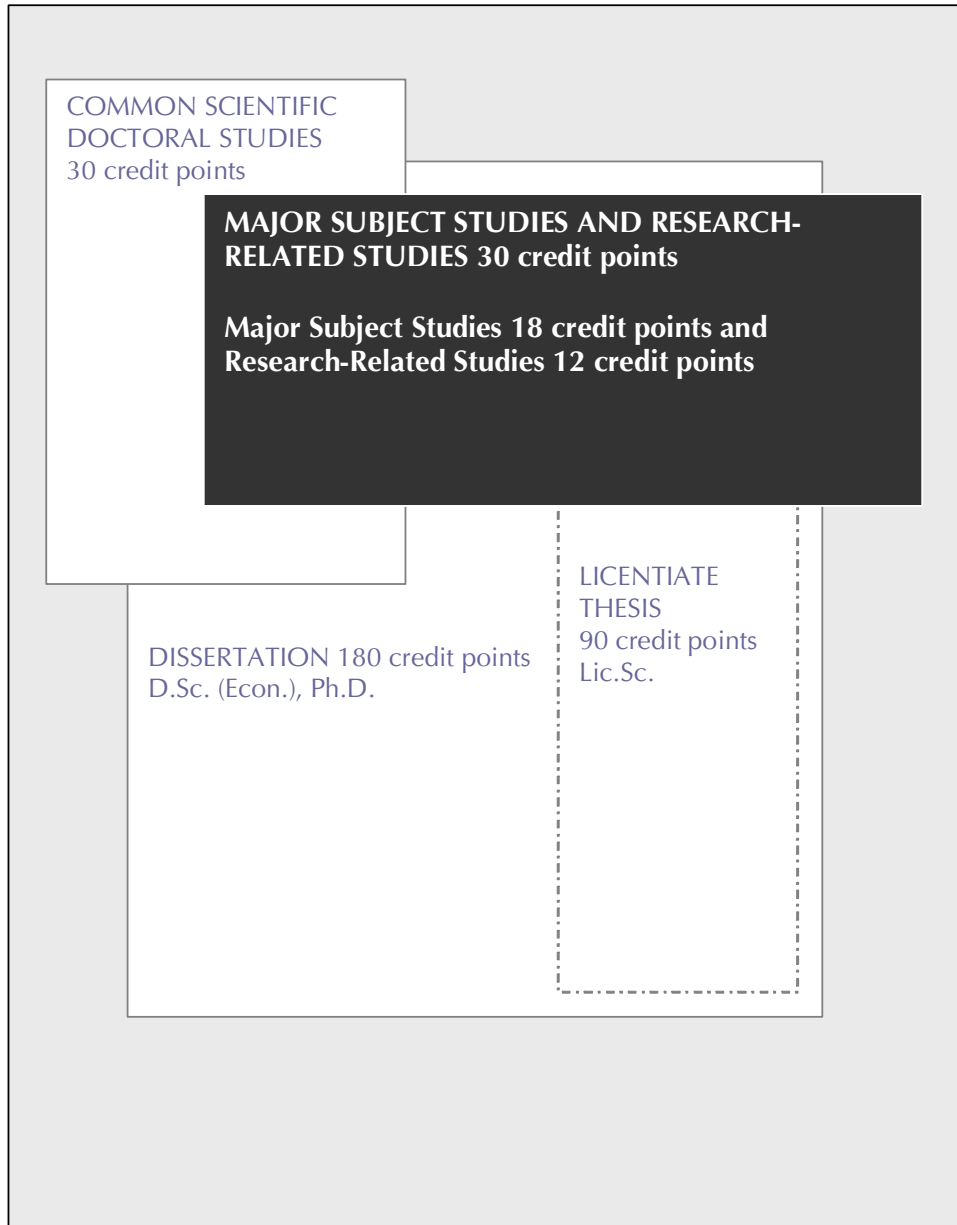 COMMON SCIENTIFIC
DOCTORAL STUDIES
30 credit points
MAJOR SUBJECT STUDIES AND RESEARCH-
RELATED STUDIES 30 credit points
Major Subject Studies 18 credit points and
Research-Related Studies 12 credit points
LICENTIATE
THESIS
90 credit points
Lic.Sc.
DISSERTATION 180 credit points
D.Sc. (Econ.), Ph.D.